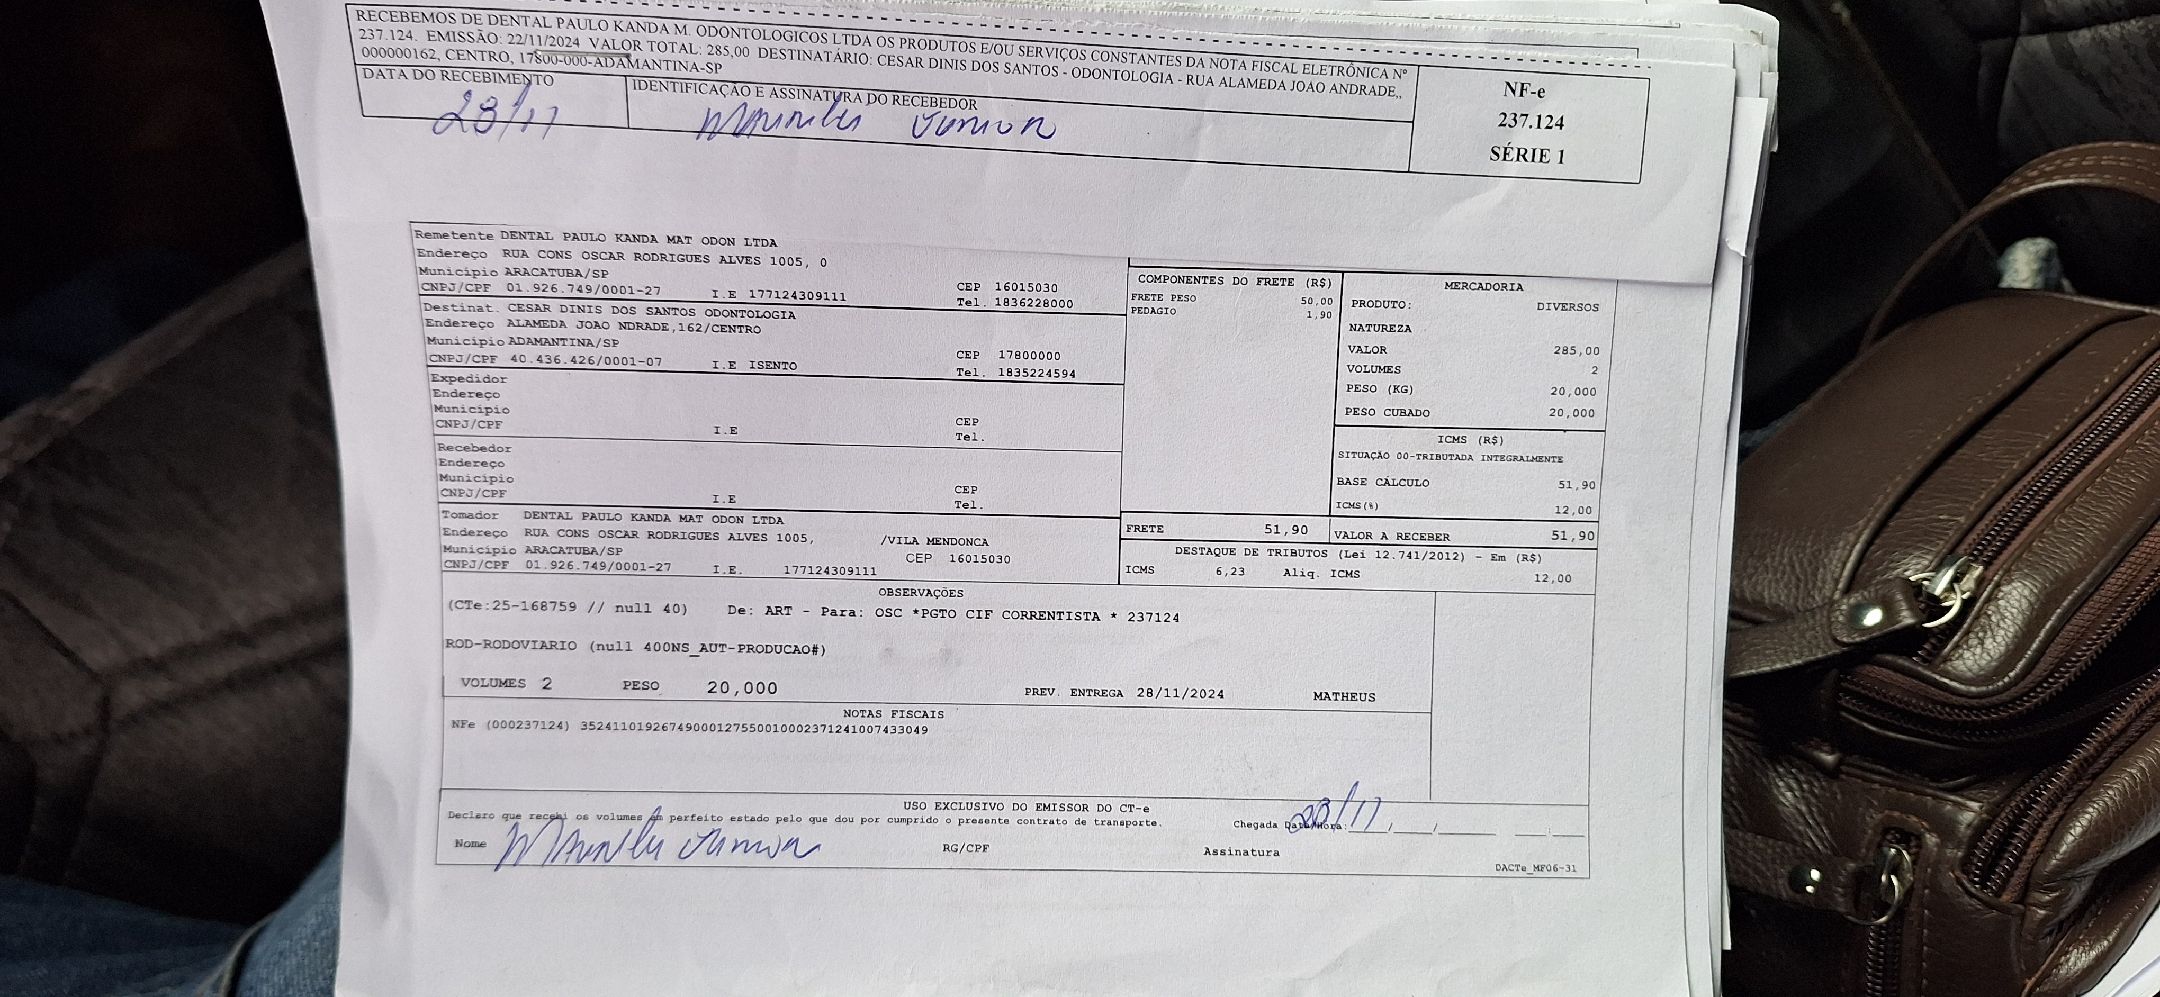 RECEBEMOS DE DENTAL PAULO KANDA M. ODONTOLOGICOS LTDA OS PRODUTOS E/OU SERVIÇOS CONSTANTES DA NOTA FISCAL ELETRÔNICA Nº
237.124. EMISSÃO: 22/11/2024 VALOR TOTAL: 285,00 DESTINATÁRIO: CESAR DINIS DOS SANTOS - ODONTOLOGIA - RUA ALAMEDA JOAO ANDRADE,,
000000162, CENTRO, 17800-000-ADAMANTINA-SP
DATA DO RECEBIMENTO
IDENTIFICAÇÃO E ASSINATURA DO RECEBEDOR
Junior
NF-e
237.124
SÉRIE 1
Remetente DENTAL PAULO KANDA MAT ODON LTDA
Endereço RUA CONS OSCAR RODRIGUES ALVES 1005, 0
Município ARACATUBA/SP CEP 16015030
CNPJ/CPF 01.926.749/0001-27 I.E 177124309111 Tel. 1836228000
Destinat. CESAR DINIS DOS SANTOS ODONTOLOGIA
Endereço ALAMEDA JOAO NDRADE,162/CENTRO
Município ADAMANTINA/SP CEP 17800000
CNPJ/CPF 40.436.426/0001-07 I.E ISENTO Tel. 1835224594
Expedidor
Endereço
Município CEP
CNPJ/CPF I.E Tel.
Recebedor
Endereço
Município CEP
CNPJ/CPF I.E Tel.
Tomador DENTAL PAULO KANDA MAT ODON LTDA
Endereço RUA CONS OSCAR RODRIGUES ALVES 1005, /VILA MENDONCA
Município ARACATUBA/SP CEP 16015030
CNPJ/CPF 01.926.749/0001-27 I.E. 177124309111
COMPONENTES DO FRETE (R$)
FRETE PESO 50,00
PEDAGIO 1,90
MERCADORIA
PRODUTO: DIVERSOS
NATUREZA
VALOR 285,00
VOLUMES 2
PESO (KG) 20,000
PESO CUBADO 20,000
ICMS (R$)
SITUAÇÃO 00-TRIBUTADA INTEGRALMENTE
BASE CÁLCULO 51,90
ICMS(%) 12,00
FRETE 51,90 VALOR A RECEBER 51,90
DESTAQUE DE TRIBUTOS (Lei 12.741/2012) - Em (R$)
ICMS 6,23 Aliq. ICMS 12,00
OBSERVAÇÕES
(CTe:25-168759 // null 40) De: ART - Para: OSC *PGTO CIF CORRENTISTA * 237124
ROD-RODOVIARIO (null 400NS_AUT-PRODUCAO#)
VOLUMES 2 PESO 20,000 PREV. ENTREGA 28/11/2024 MATHEUS
NOTAS FISCAIS
NFe (000237124) 35241101926749000127550010002371241007433049
USO EXCLUSIVO DO EMISSOR DO CT-e
Declaro que recebi os volumes em perfeito estado pelo que dou por cumprido o presente contrato de transporte. Chegada Data/Hora:
Nome Junior RG/CPF Assinatura
DACTe_MF06-31